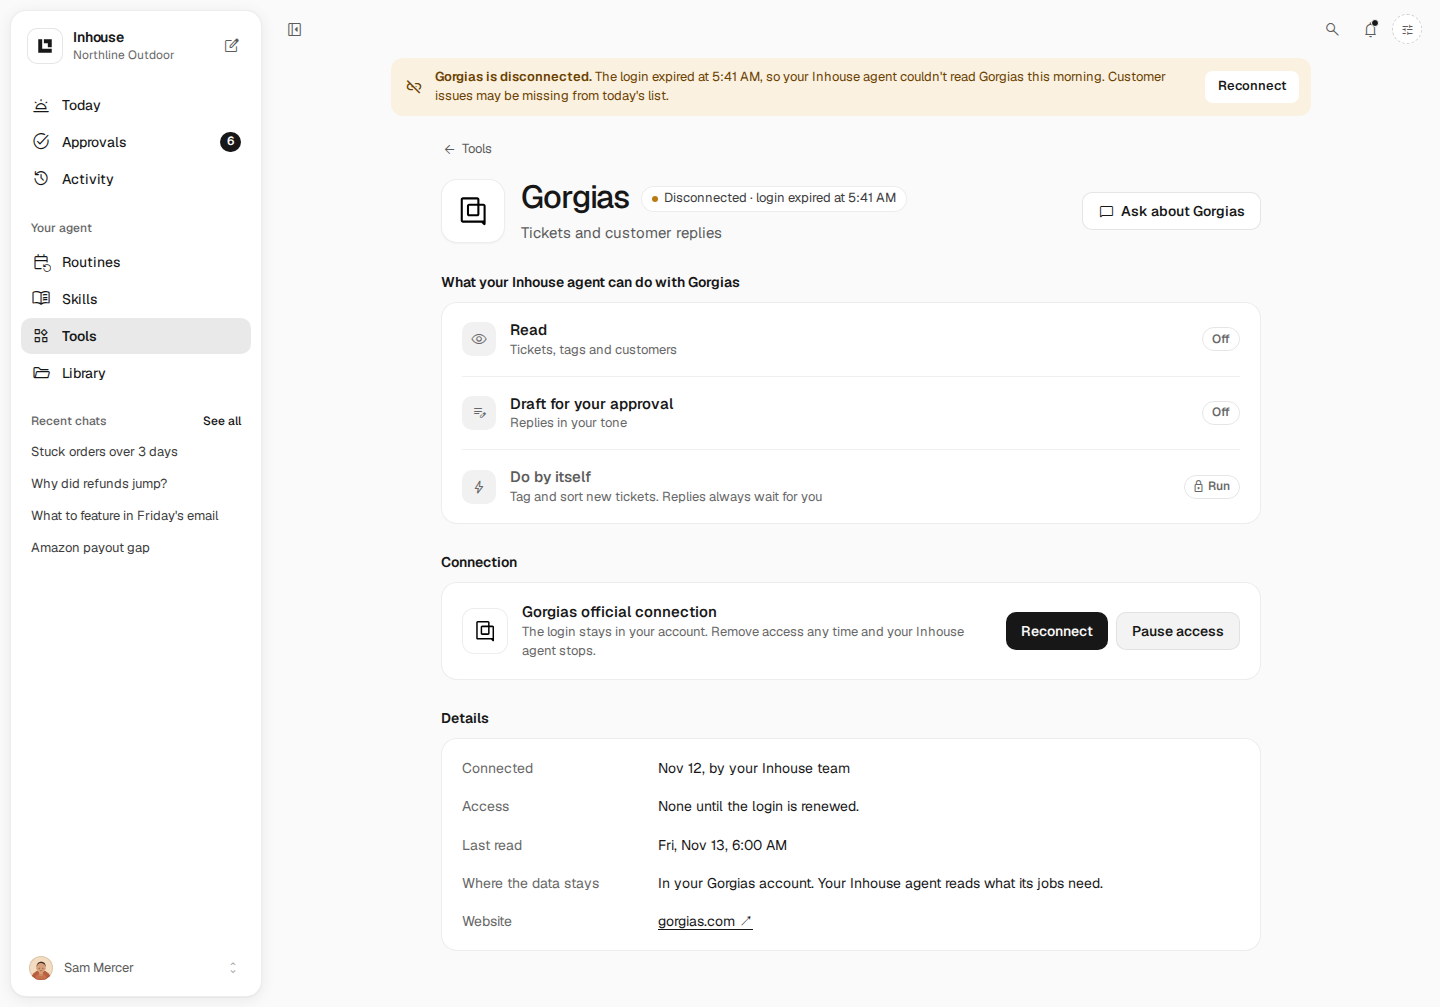 Inhouse
Northline Outdoor
Today
Approvals
6
Activity
Your agent
Routines
Skills
Tools
Library
Recent chats
See all
Stuck orders over 3 days
Why did refunds jump?
What to feature in Friday's email
Amazon payout gap
Sam Mercer
Gorgias is disconnected. The login expired at 5:41 AM, so your Inhouse agent couldn't read Gorgias this morning. Customer
issues may be missing from today's list.
Reconnect
Tools
Gorgias
Disconnected · login expired at 5:41 AM
Tickets and customer replies
Ask about Gorgias
What your Inhouse agent can do with Gorgias
Read
Tickets, tags and customers
Off
Draft for your approval
Replies in your tone
Off
Do by itself
Tag and sort new tickets. Replies always wait for you
Run
Connection
Gorgias official connection
The login stays in your account. Remove access any time and your Inhouse
agent stops.
Reconnect
Pause access
Details
Connected
Nov 12, by your Inhouse team
Access
None until the login is renewed.
Last read
Fri, Nov 13, 6:00 AM
Where the data stays
In your Gorgias account. Your Inhouse agent reads what its jobs need.
Website
gorgias.com ↗